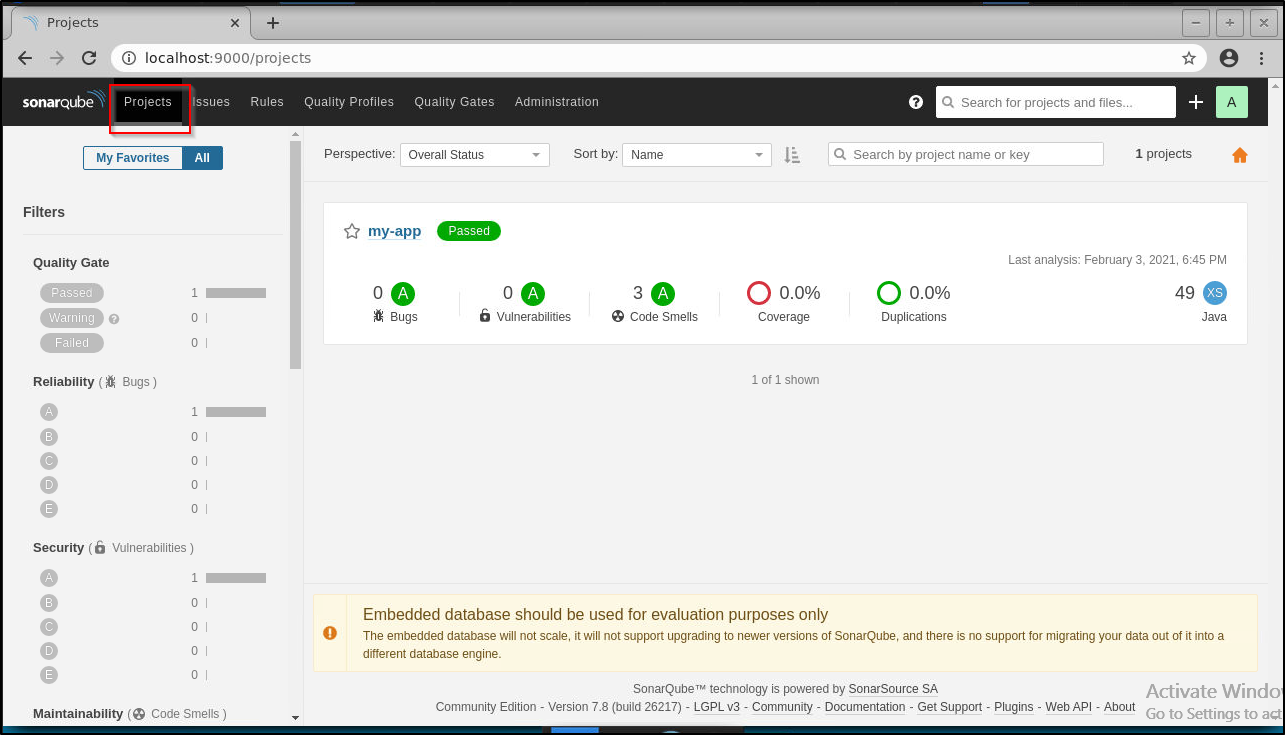 Projects
localhost:9000/projects
sonarqube Projects Issues Rules Quality Profiles Quality Gates Administration ? Search for projects and files... A
My Favorites All
Perspective: Overall Status Sort by: Name Search by project name or key 1 projects
Filters
Quality Gate
Passed 1
Warning ? 0
Failed 0
Reliability ( Bugs )
A 1
B 0
C 0
D 0
E 0
Security ( Vulnerabilities )
A 1
B 0
C 0
D 0
E 0
Maintainability ( Code Smells )
my-app Passed
Last analysis: February 3, 2021, 6:45 PM
0 A 0 A 3 A 0.0% 0.0% 49 XS
Bugs Vulnerabilities Code Smells Coverage Duplications Java
1 of 1 shown
Embedded database should be used for evaluation purposes only
The embedded database will not scale, it will not support upgrading to newer versions of SonarQube, and there is no support for migrating your data out of it into a
different database engine.
SonarQube™ technology is powered by SonarSource SA
Community Edition - Version 7.8 (build 26217) - LGPL v3 - Community - Documentation - Get Support - Plugins - Web API - About
Activate Windo
Go to Settings to act